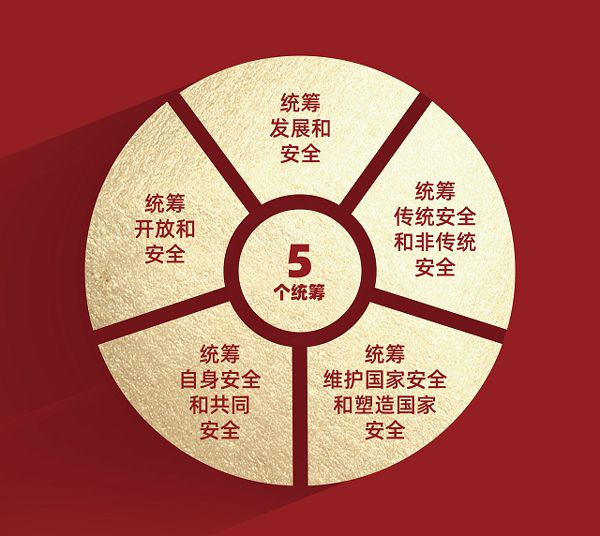 统筹
发展和
安全
统筹
传统安全
和非传统
安全
统筹
维护国家安全
和塑造国家
安全
统筹
自身安全
和共同
安全
统筹
开放和
安全
5
个统筹